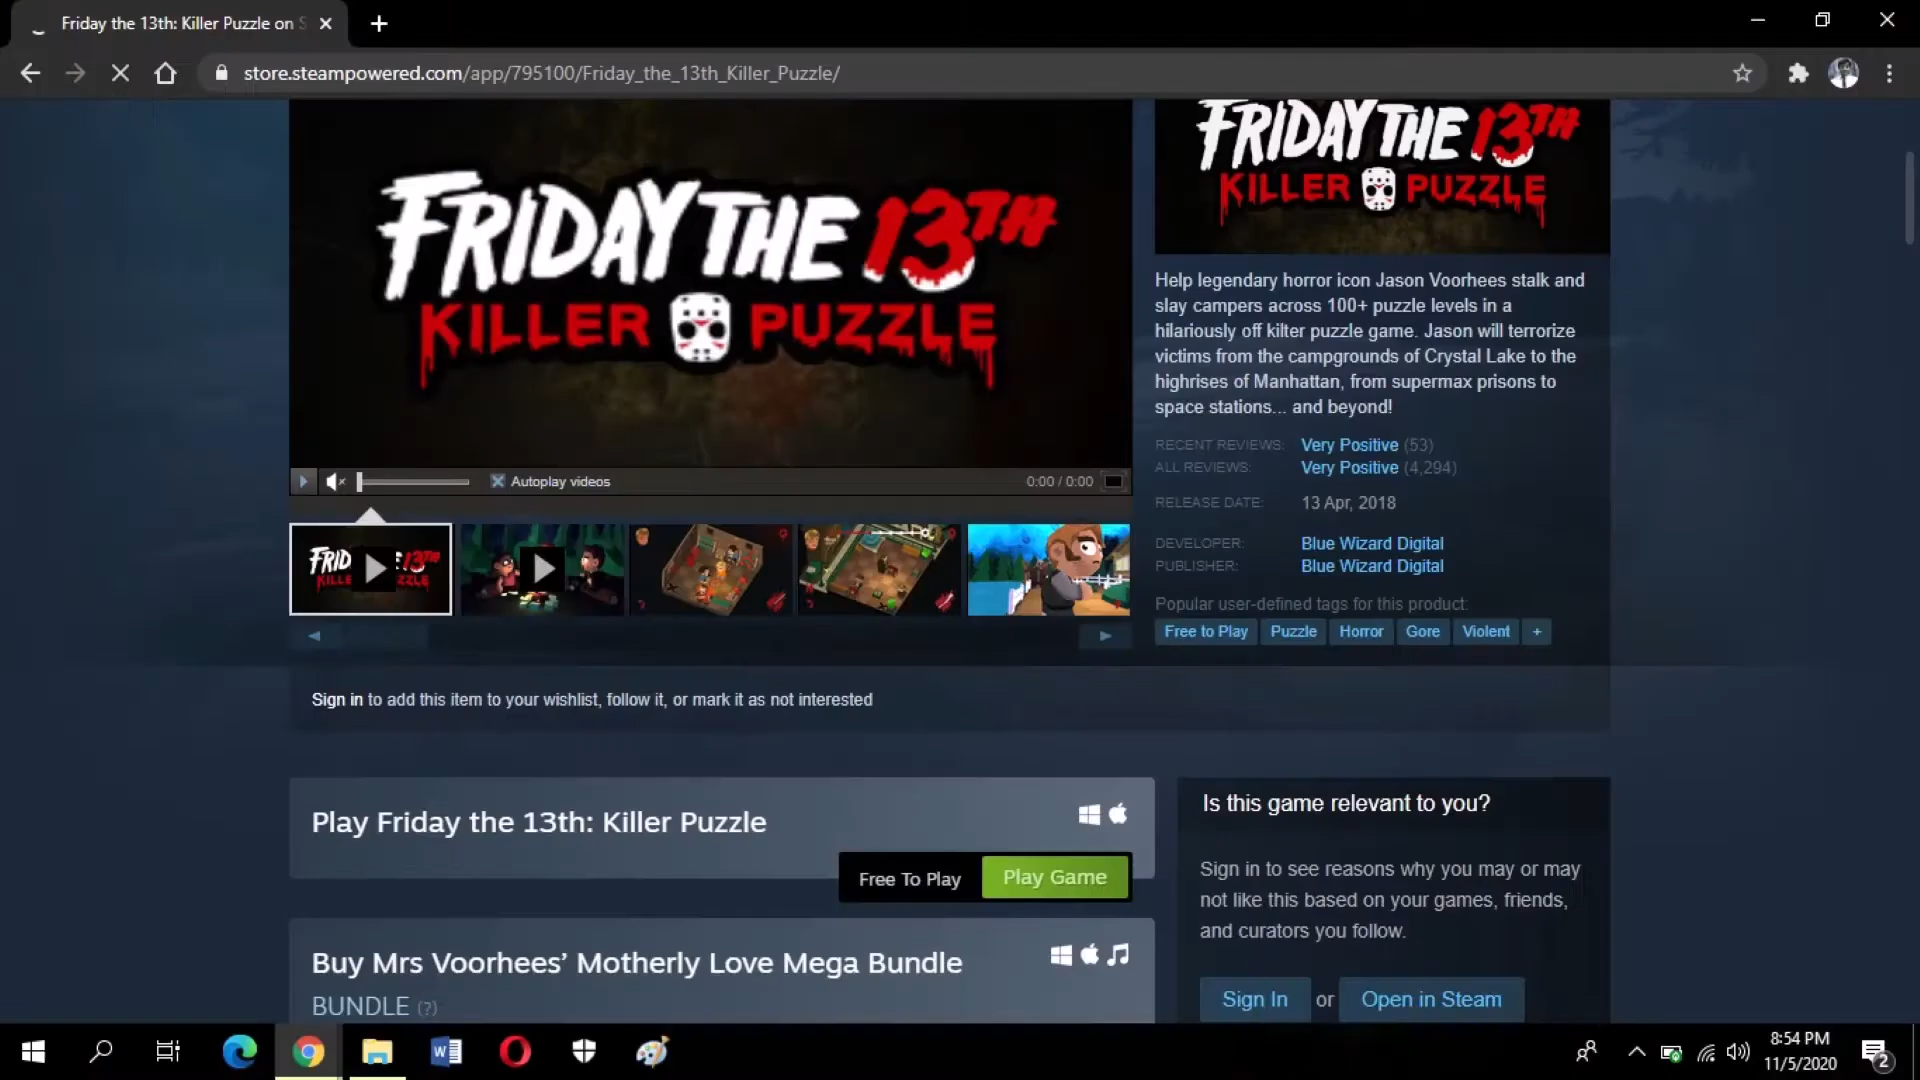 Friday the 13th: Killer Puzzle on S
store.steampowered.com/app/795100/Friday_the_13th_Killer_Puzzle/
FRIDAY THE 13TH
KILLER PUZZLE
FRIDAY THE 13TH
KILLER PUZZLE
Help legendary horror icon Jason Voorhees stalk and
slay campers across 100+ puzzle levels in a
hilariously off kilter puzzle game. Jason will terrorize
victims from the campgrounds of Crystal Lake to the
highrises of Manhattan, from supermax prisons to
space stations... and beyond!
RECENT REVIEWS: Very Positive (53)
ALL REVIEWS: Very Positive (4,294)
RELEASE DATE: 13 Apr, 2018
DEVELOPER: Blue Wizard Digital
PUBLISHER: Blue Wizard Digital
Popular user-defined tags for this product:
Free to Play Puzzle Horror Gore Violent +
Autoplay videos 0:00 / 0:00
Sign in to add this item to your wishlist, follow it, or mark it as not interested
Play Friday the 13th: Killer Puzzle
Free To Play Play Game
Buy Mrs Voorhees’ Motherly Love Mega Bundle
BUNDLE (?)
Is this game relevant to you?
Sign in to see reasons why you may or may
not like this based on your games, friends,
and curators you follow.
Sign In or Open in Steam
8:54 PM
11/5/2020
2